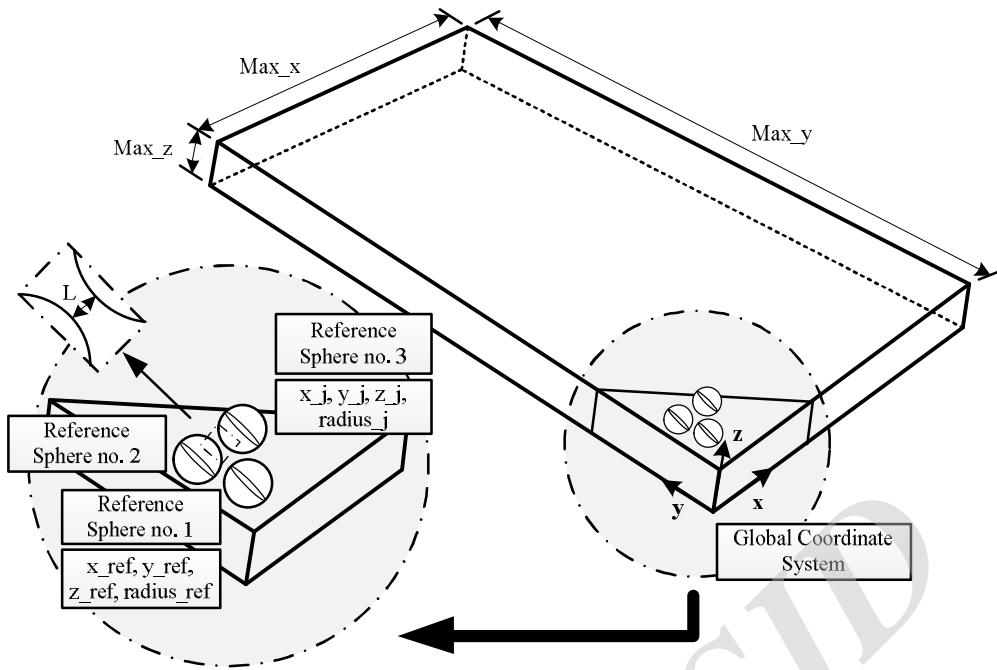 Max_x
Max_z
Max_y
L
Reference
Sphere no. 3
x_j, y_j, z_j,
radius_j
Reference
Sphere no. 2
Reference
Sphere no. 1
x_ref, y_ref,
z_ref, radius_ref
z
y
x
Global Coordinate
System
SID